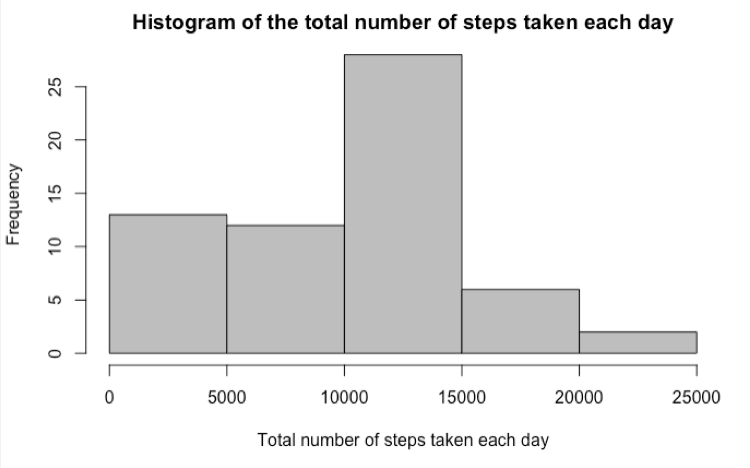 Histogram of the total number of steps taken each day
Frequency
25
20
15
10
5
0
0 5000 10000 15000 20000 25000
Total number of steps taken each day